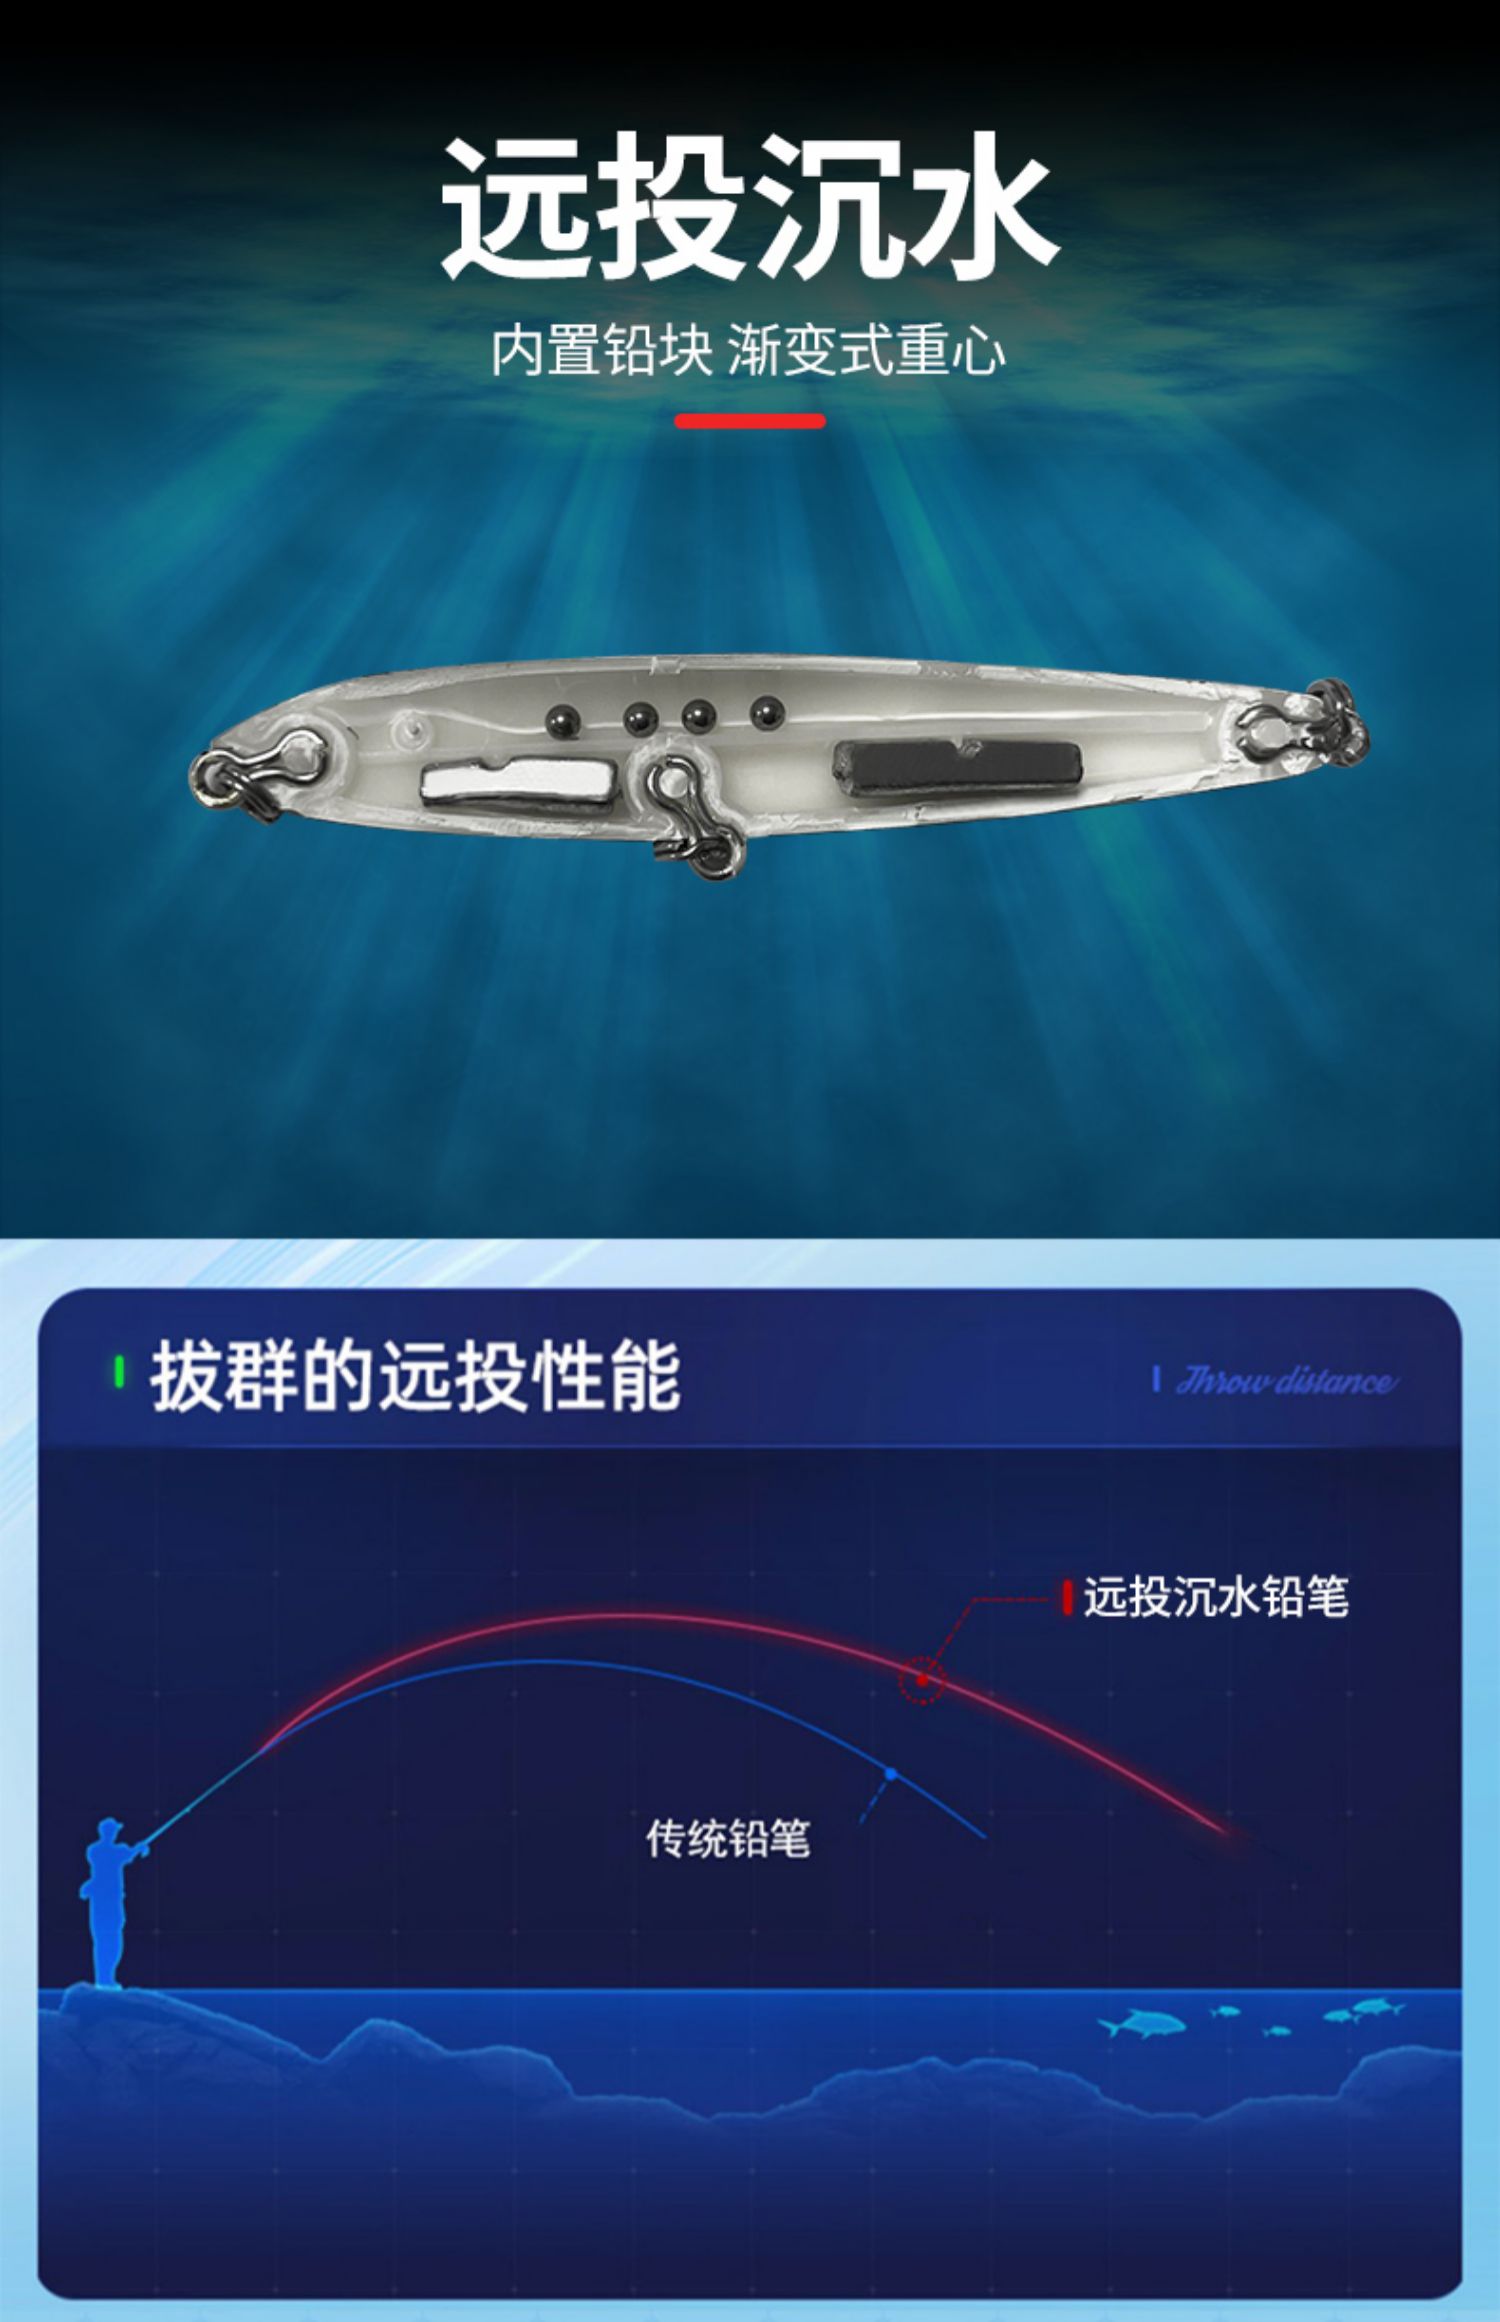 远投沉水
内置铅块 渐变式重心
拔群的远投性能
Throw distance
远投沉水铅笔
传统铅笔